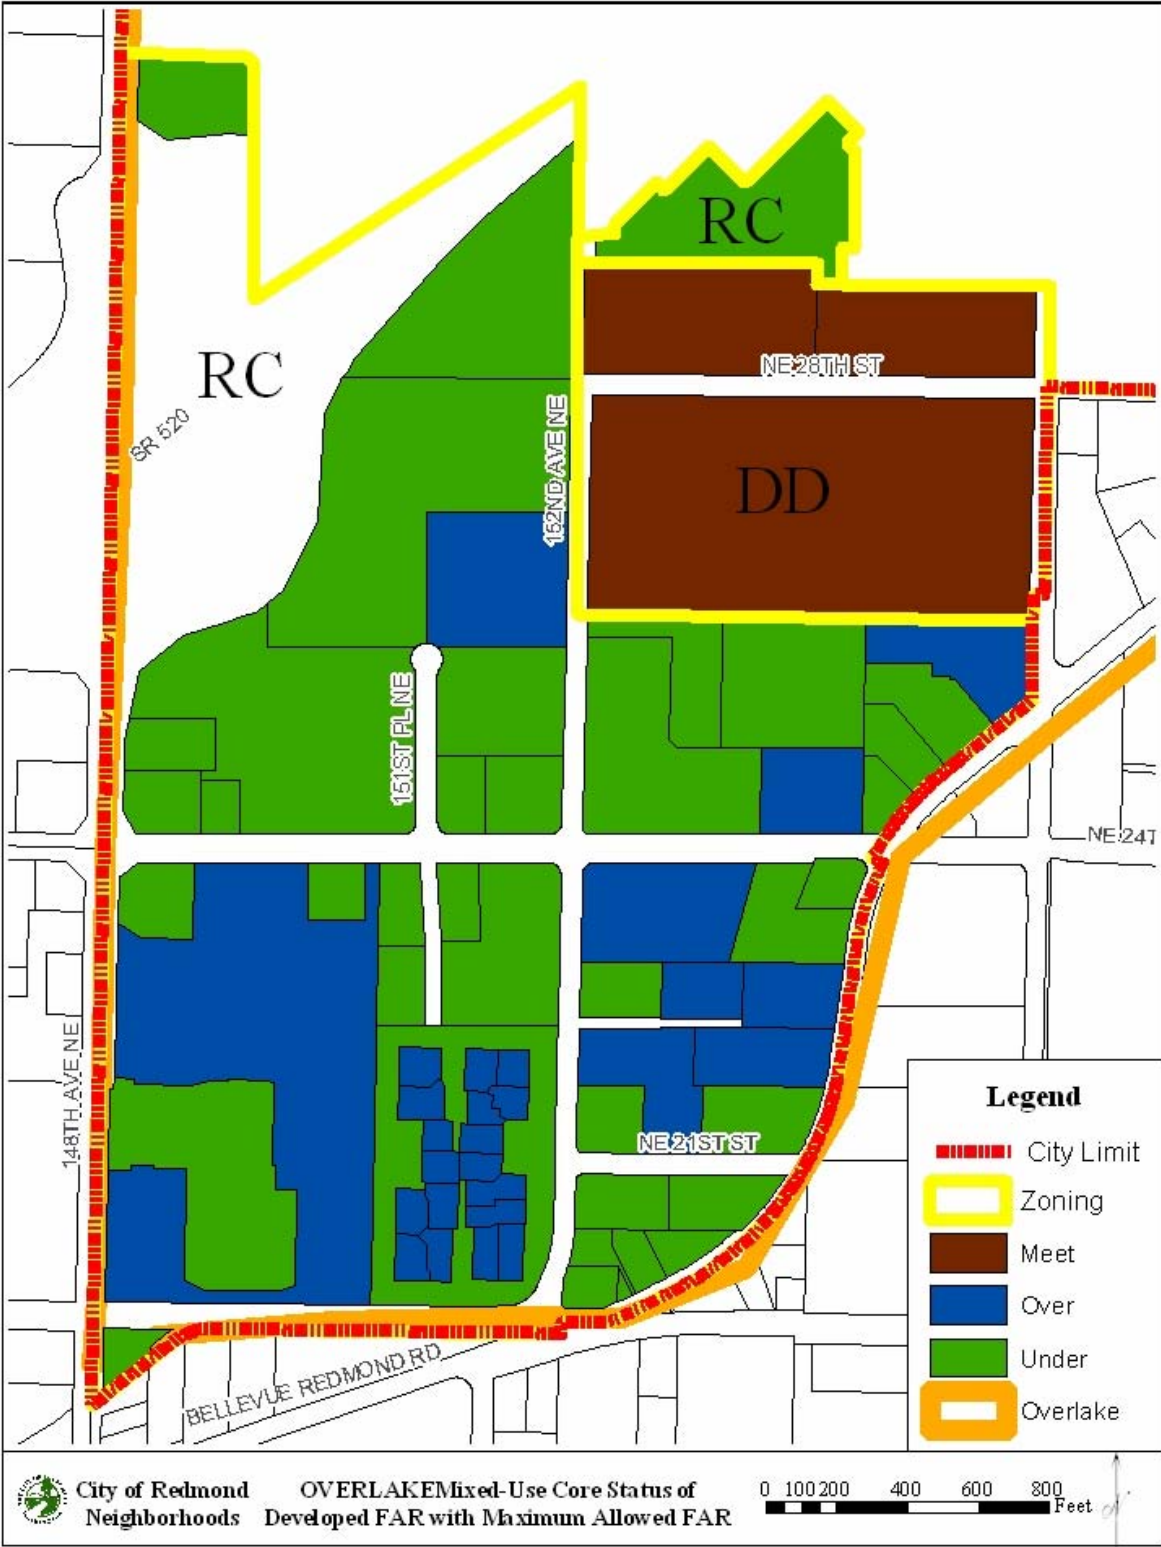 RC
RC
NE 28TH ST
SR 520
152ND AVE NE
DD
151ST PL NE
NE 24T
148TH AVE NE
NE 21ST ST
BELLEVUE REDMOND RD
Legend
City Limit
Zoning
Meet
Over
Under
Overlake
City of Redmond
Neighborhoods
OVERLAKEMixed-Use Core Status of
Developed FAR with Maximum Allowed FAR
0 100 200 400 600 800
Feet
N